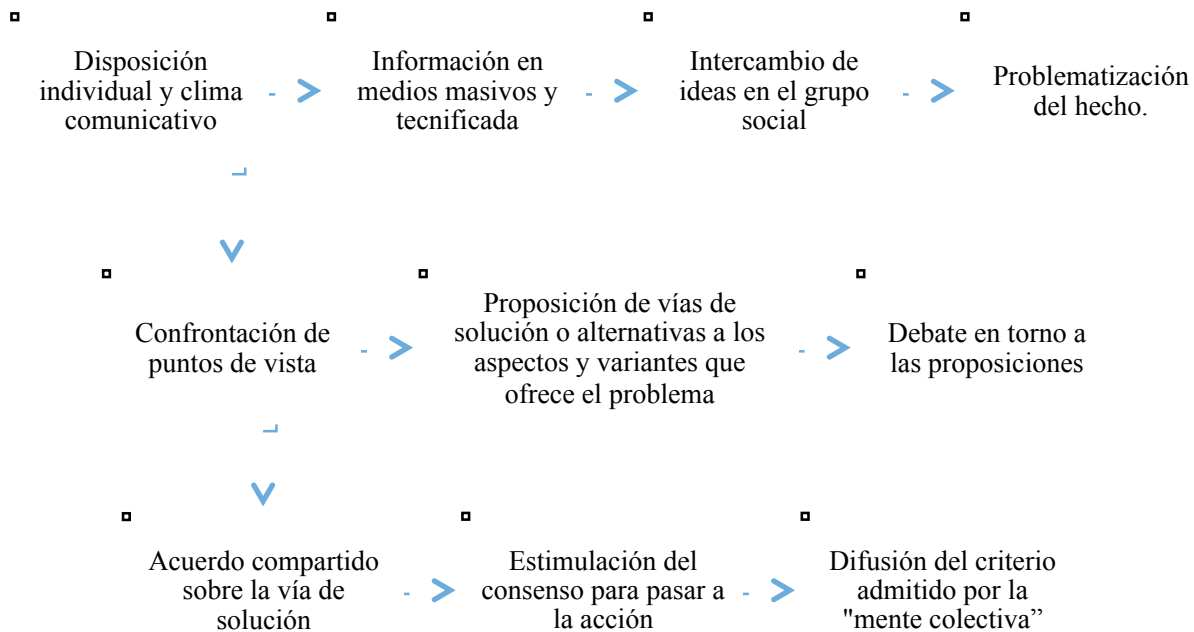 Disposición
individual y clima
comunicativo
Información en
medios masivos y
tecnificada
Intercambio de
ideas en el grupo
social
Problematización
del hecho.
Confrontación de
puntos de vista
Proposición de vías de
solución o alternativas a los
aspectos y variantes que
ofrece el problema
Debate en torno a
las proposiciones
Acuerdo compartido
sobre la vía de
solución
Estimulación del
consenso para pasar a
la acción
Difusión del criterio
admitido por la
"mente colectiva”